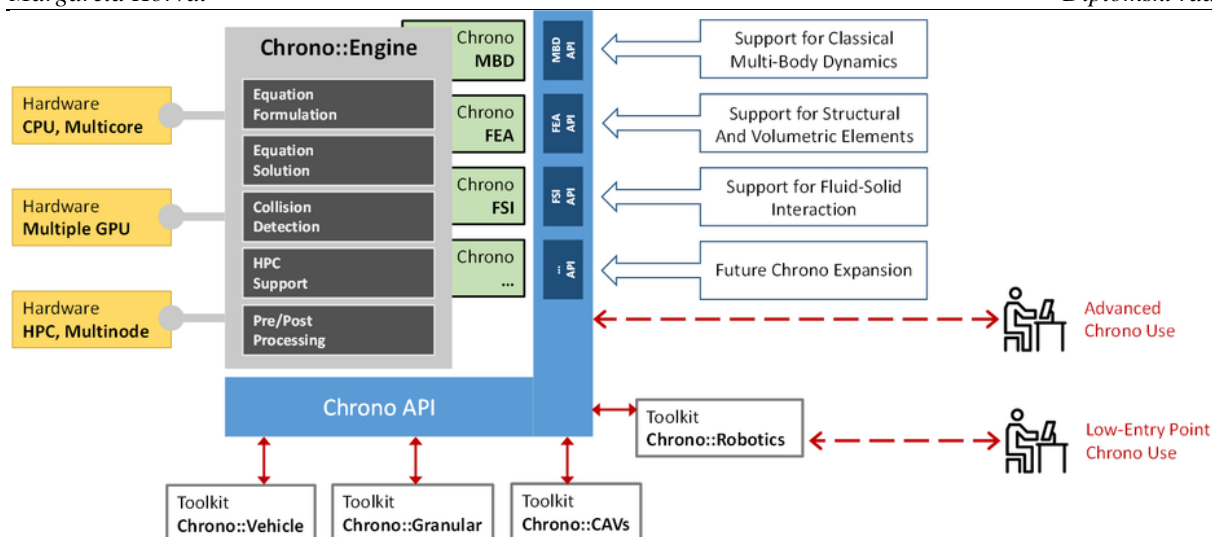 Chrono::Engine
Equation
Formulation
Equation
Solution
Collision
Detection
HPC
Support
Pre/Post
Processing
Hardware
CPU, Multicore
Hardware
Multiple GPU
Hardware
HPC, Multinode
Chrono
MBD
Chrono
FEA
Chrono
FSI
Chrono
...
MBD
API
FEA
API
FSI
API
...
API
Support for Classical
Multi-Body Dynamics
Support for Structural
And Volumetric Elements
Support for Fluid-Solid
Interaction
Future Chrono Expansion
Advanced
Chrono Use
Chrono API
Toolkit
Chrono::Robotics
Low-Entry Point
Chrono Use
Toolkit
Chrono::Vehicle
Toolkit
Chrono::Granular
Toolkit
Chrono::CAVs